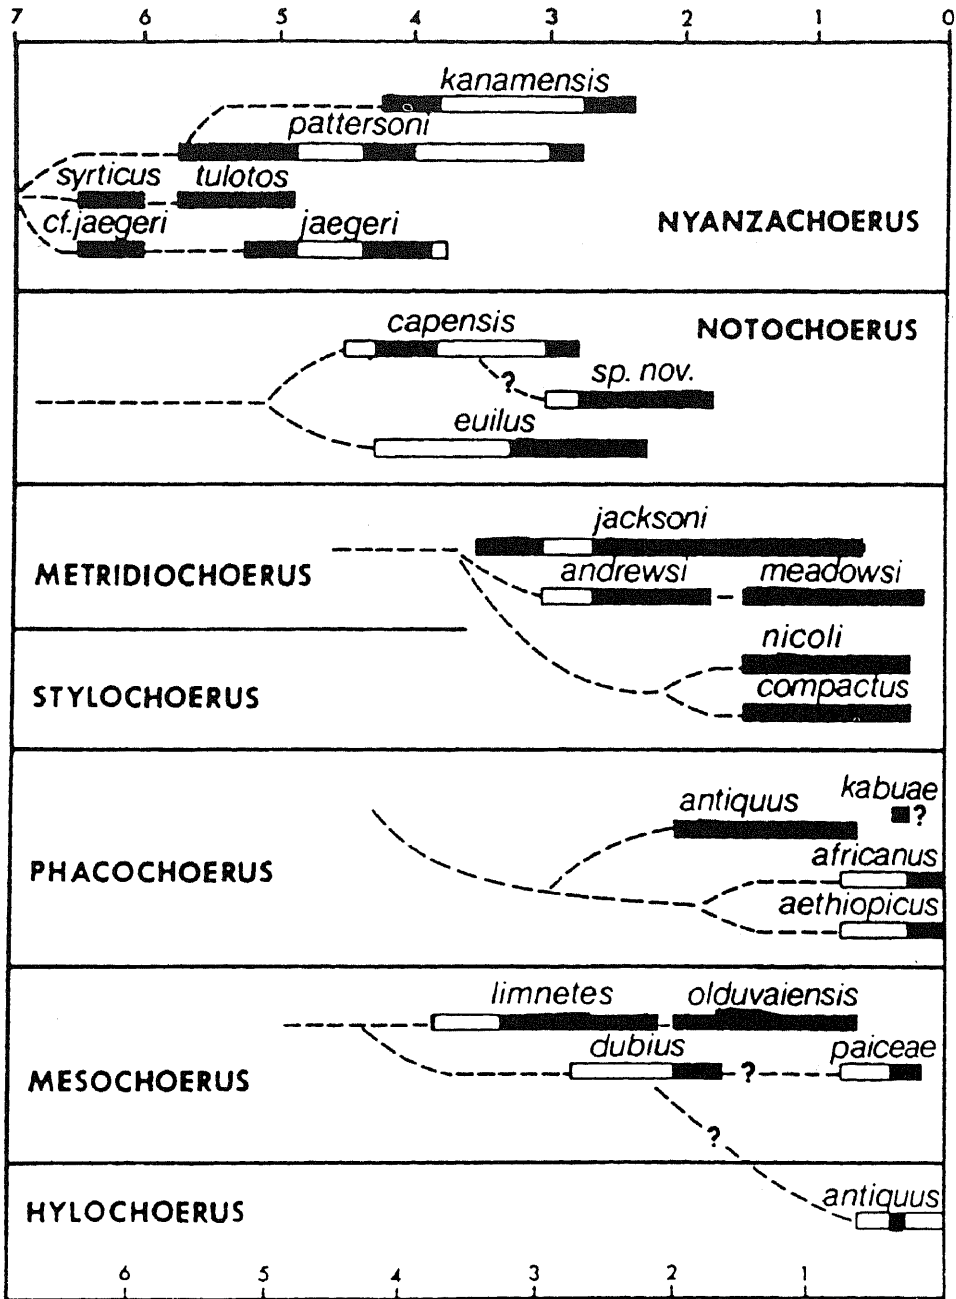 7 6 5 4 3 2 1 0
kanamensis
pattersoni
syrticus tulotos
cf.jaegeri jaegeri
NYANZACHOERUS
NOTOCHOERUS
capensis
? sp. nov.
euilus
jacksoni
METRIDIOCHOERUS
andrewsi meadowsi
nicoli
STYLOCHOERUS
compactus
kabuae
antiquus
?
africanus
PHACOCHOERUS
aethiopicus
limnetes olduvaiensis
dubius paiceae
MESOCHOERUS
?
?
antiquus
HYLOCHOERUS
6 5 4 3 2 1